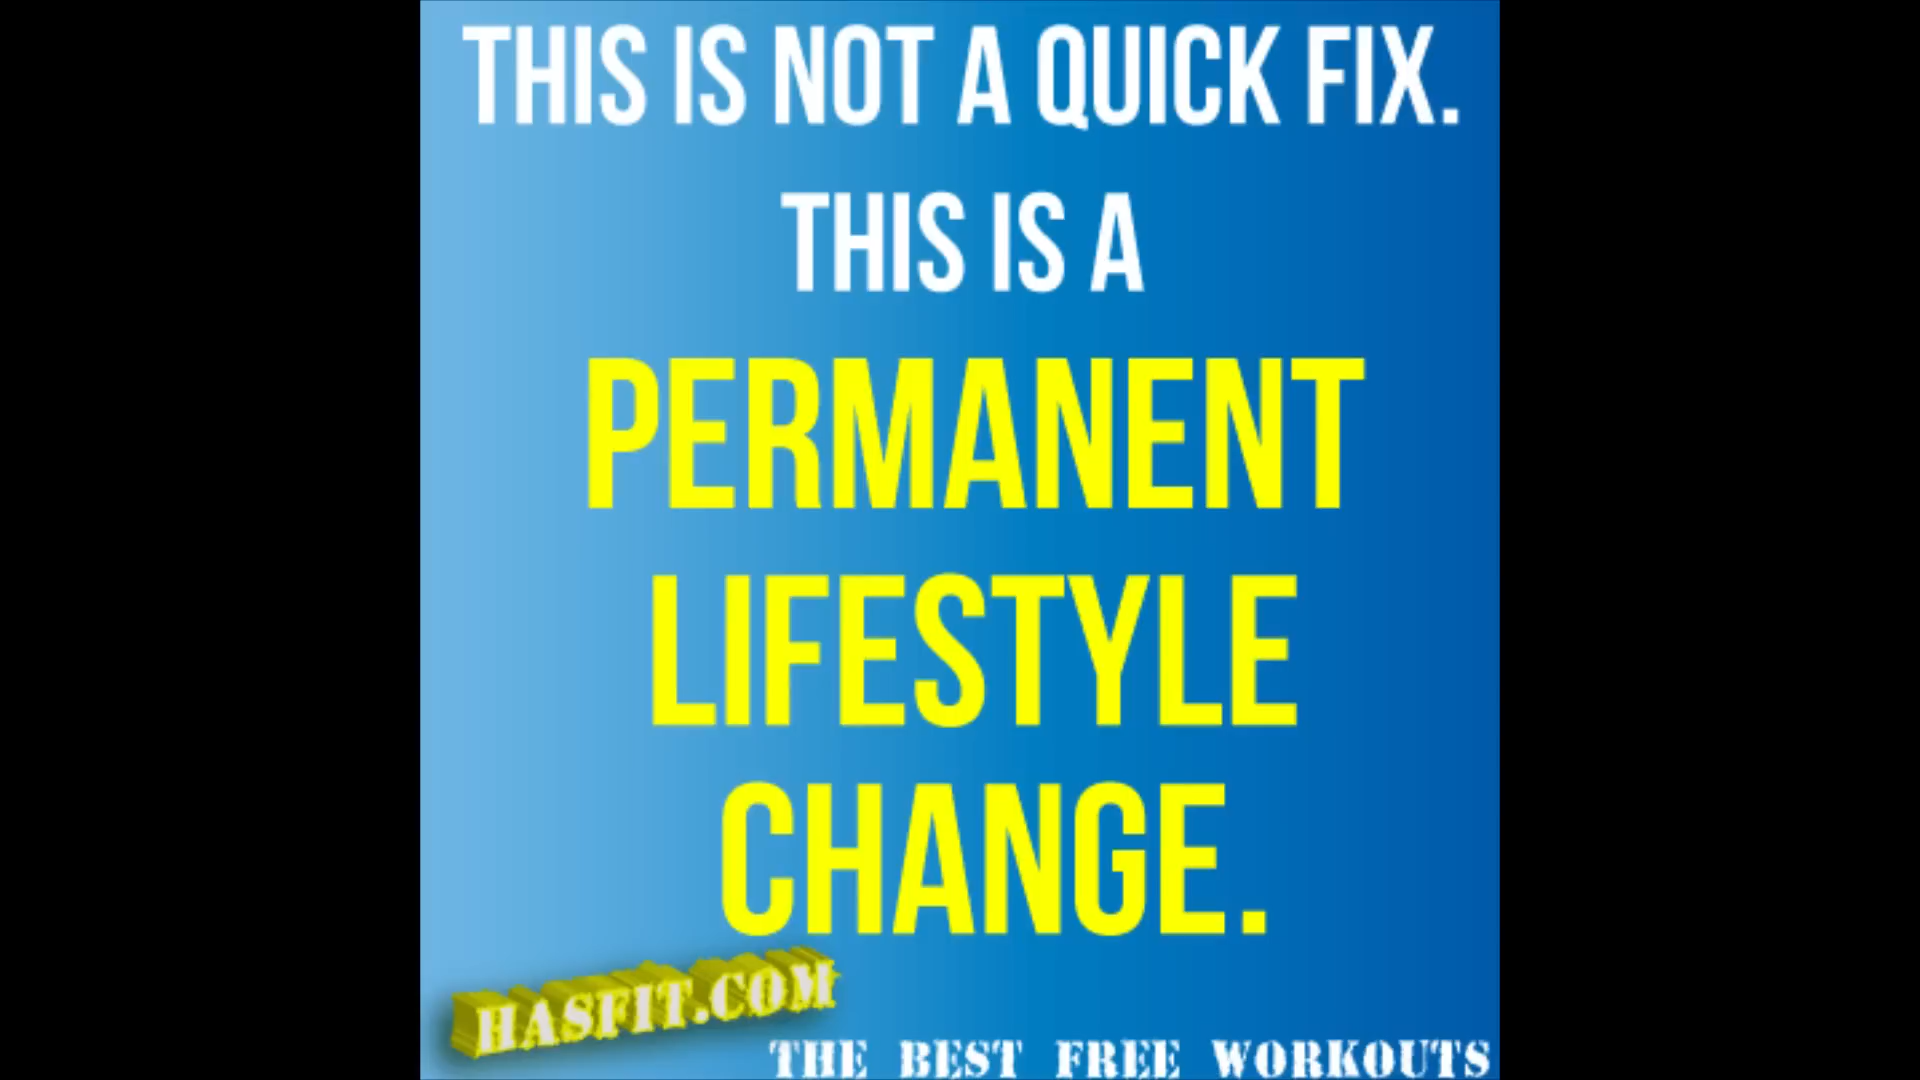 THIS IS NOT A QUICK FIX.
THIS IS A
PERMANENT
LIFESTYLE
CHANGE.
HASFIT.COM
THE BEST FREE WORKOUTS